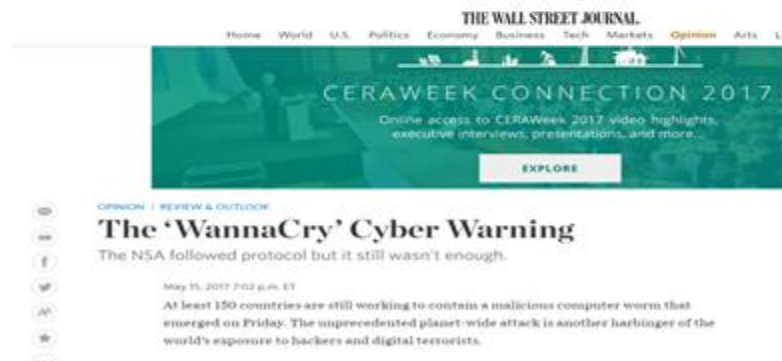 THE WALL STREET JOURNAL.
Home World U.S. Politics Economy Business Tech Markets Opinion Arts L
CERAWEEK CONNECTION 2017
Online access to CERAWeek 2017 video highlights,
executive interviews, presentations, and more...
EXPLORE
OPINION | REVIEW & OUTLOOK
The ‘WannaCry’ Cyber Warning
The NSA followed protocol but it still wasn't enough.
May 15, 2017 7:02 p.m. ET
At least 150 countries are still working to contain a malicious computer worm that
emerged on Friday. The unprecedented planet-wide attack is another harbinger of the
world's exposure to hackers and digital terrorists.